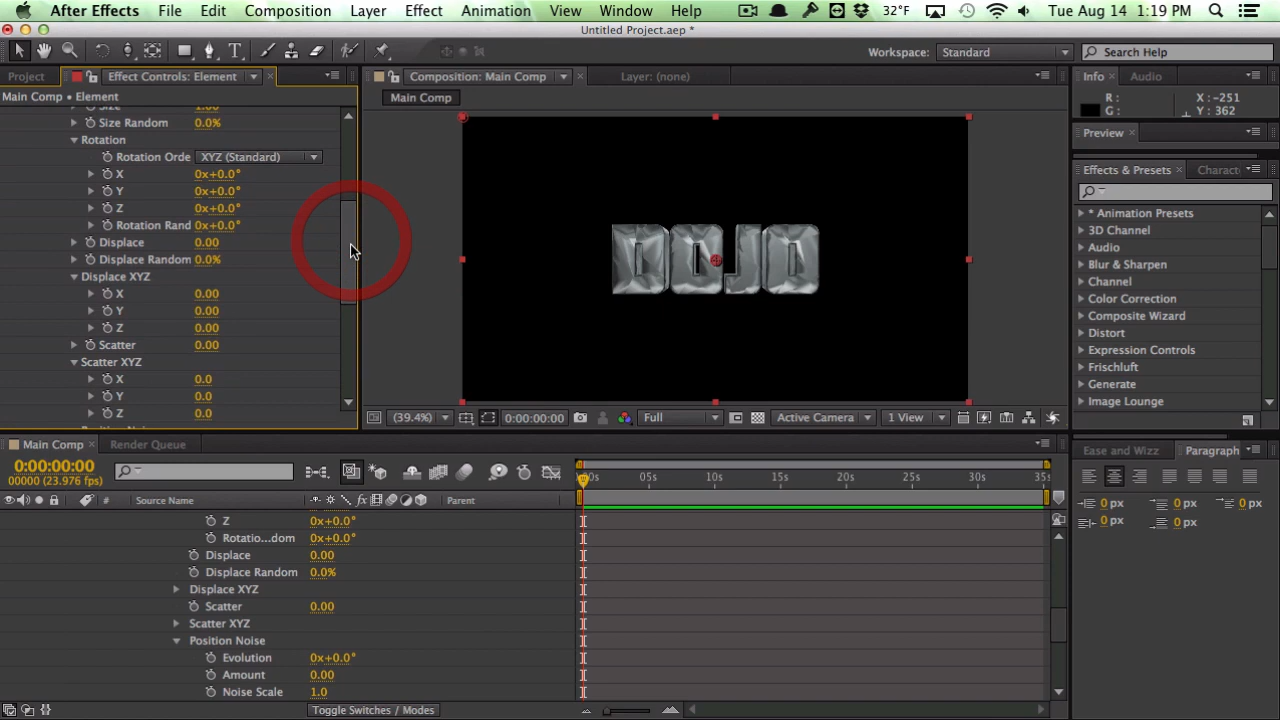 After Effects File Edit Composition Layer Effect Animation View Window Help 32°F Tue Aug 14 1:19 PM
Untitled Project.aep *
Workspace: Standard Search Help
Project Effect Controls: Element Composition: Main Comp Layer: (none) Info Audio
Main Comp • Element Main Comp R: X: -251
G: Y: 362
Size 1.00
Size Random 0.0%
Preview
Rotation
Rotation Orde XYZ (Standard)
Effects & Presets Charact
X 0x+0.0°
Y 0x+0.0°
Z 0x+0.0°
Rotation Rand 0x+0.0°
Displace 0.00
Displace Random 0.0%
Displace XYZ
X 0.00
Y 0.00
Z 0.00
Scatter 0.00
Scatter XYZ
X 0.0
Y 0.0
Z 0.0
DOJO
* Animation Presets
3D Channel
Audio
Blur & Sharpen
Channel
Color Correction
Composite Wizard
Distort
Expression Controls
Frischluft
Generate
Image Lounge
(39.4%) 0:00:00:00 Full Active Camera 1 View
Main Comp Render Queue
Ease and Wizz Paragraph
0:00:00:00
00000 (23.976 fps)
05s 10s 15s 20s 25s 30s 35s
# Source Name Parent
0 px 0 px 0 px
0 px 0 px
Z 0x+0.0°
Rotatio...dom 0x+0.0°
Displace 0.00
Displace Random 0.0%
Displace XYZ
Scatter 0.00
Scatter XYZ
Position Noise
Evolution 0x+0.0°
Amount 0.00
Noise Scale 1.0
Toggle Switches / Modes